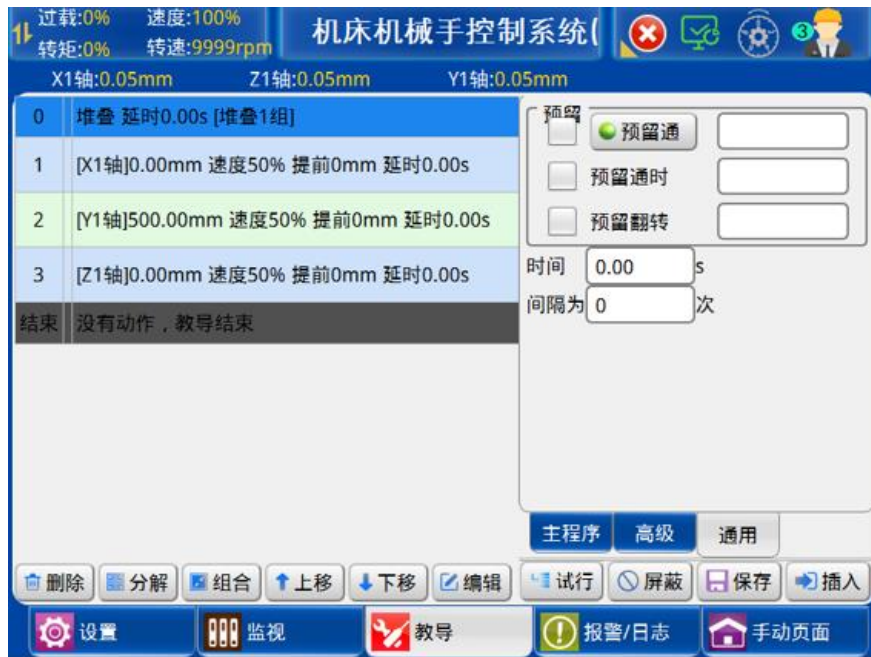 过载:0% 速度:100%
转矩:0% 转速:9999rpm
机床机械手控制系统(
3
X1轴:0.05mm Z1轴:0.05mm Y1轴:0.05mm
0 堆叠 延时0.00s [堆叠1组]
1 [X1轴]0.00mm 速度50% 提前0mm 延时0.00s
2 [Y1轴]500.00mm 速度50% 提前0mm 延时0.00s
3 [Z1轴]0.00mm 速度50% 提前0mm 延时0.00s
结束 没有动作，教导结束
预留
预留通
预留通时
预留翻转
时间 0.00 s
间隔为 0 次
主程序 高级 通用
删除 分解 组合 上移 下移 编辑 试行 屏蔽 保存 插入
设置 监视 教导 报警/日志 手动页面